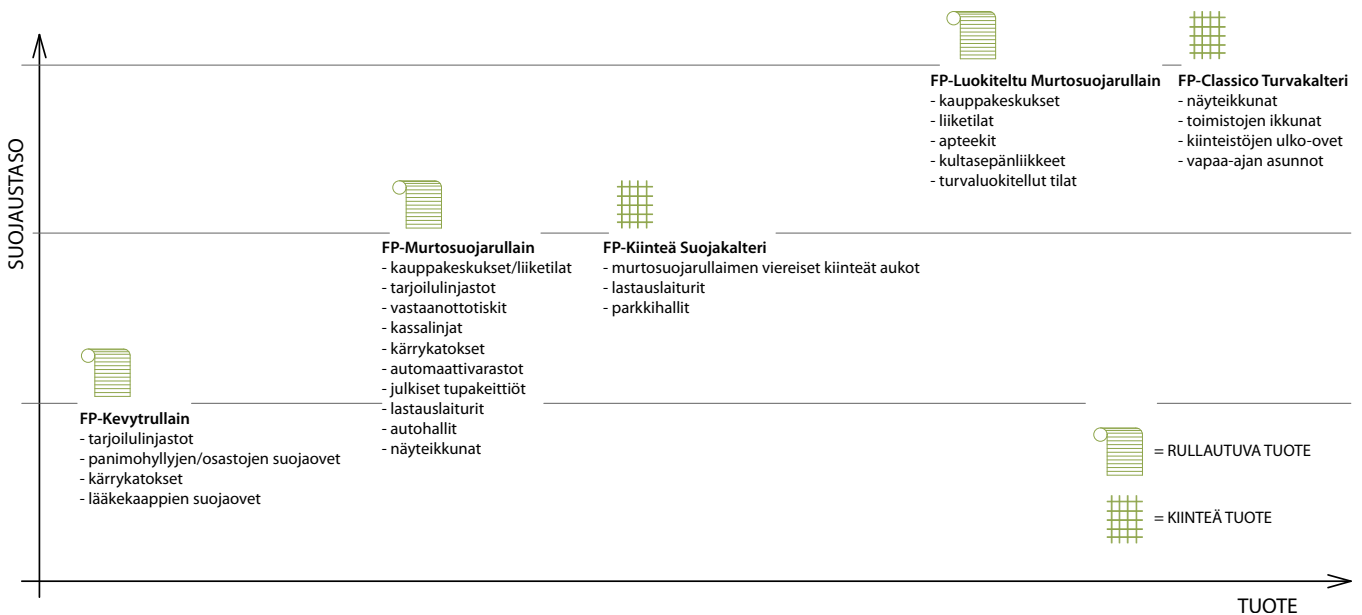 SUOJAUSTASO
FP-Luokiteltu Murtosuojarullain
- kauppakeskukset
- liiketilat
- apteekit
- kultasepänliikkeet
- turvaluokitellut tilat
FP-Classico Turvakalteri
- näyteikkunat
- toimistojen ikkunat
- kiinteistöjen ulko-ovet
- vapaa-ajan asunnot
FP-Murtosuojarullain
- kauppakeskukset/liiketilat
- tarjoilulinjastot
- vastaanottotiskit
- kassalinjat
- kärrykatokset
- automaattivarastot
- julkiset tupakeittiöt
- lastauslaiturit
- autohallit
- näyteikkunat
FP-Kiinteä Suojakalteri
- murtosuojarullaimen viereiset kiinteät aukot
- lastauslaiturit
- parkkihallit
FP-Kevytrullain
- tarjoilulinjastot
- panimohyllyjen/osastojen suojaovet
- kärrykatokset
- lääkekaappien suojaovet
= RULLAUTUVA TUOTE
= KIINTEÄ TUOTE
TUOTE